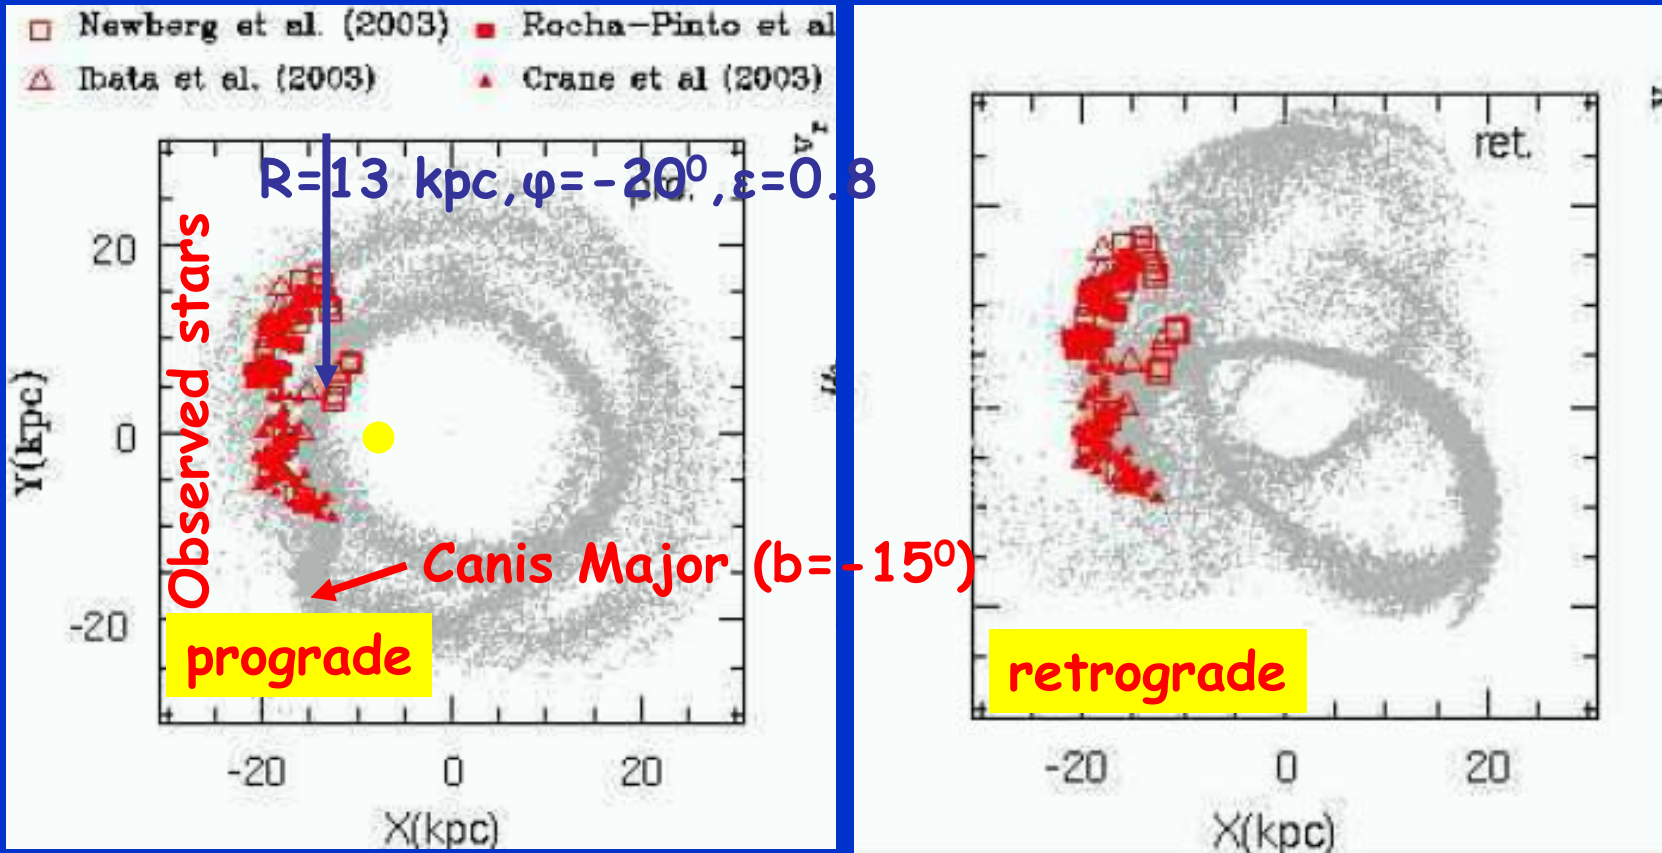 Newberg et al. (2003) Rocha-Pinto et al
Ibata et al. (2003) Crane et al (2003)
R=13 kpc,φ=-20⁰,ε=0.8
ret.
Observed stars
20
Y(kpc)
0
-20
Canis Major (b=-15⁰)
prograde
retrograde
-20 0 20
X(kpc)
-20 0 20
X(kpc)